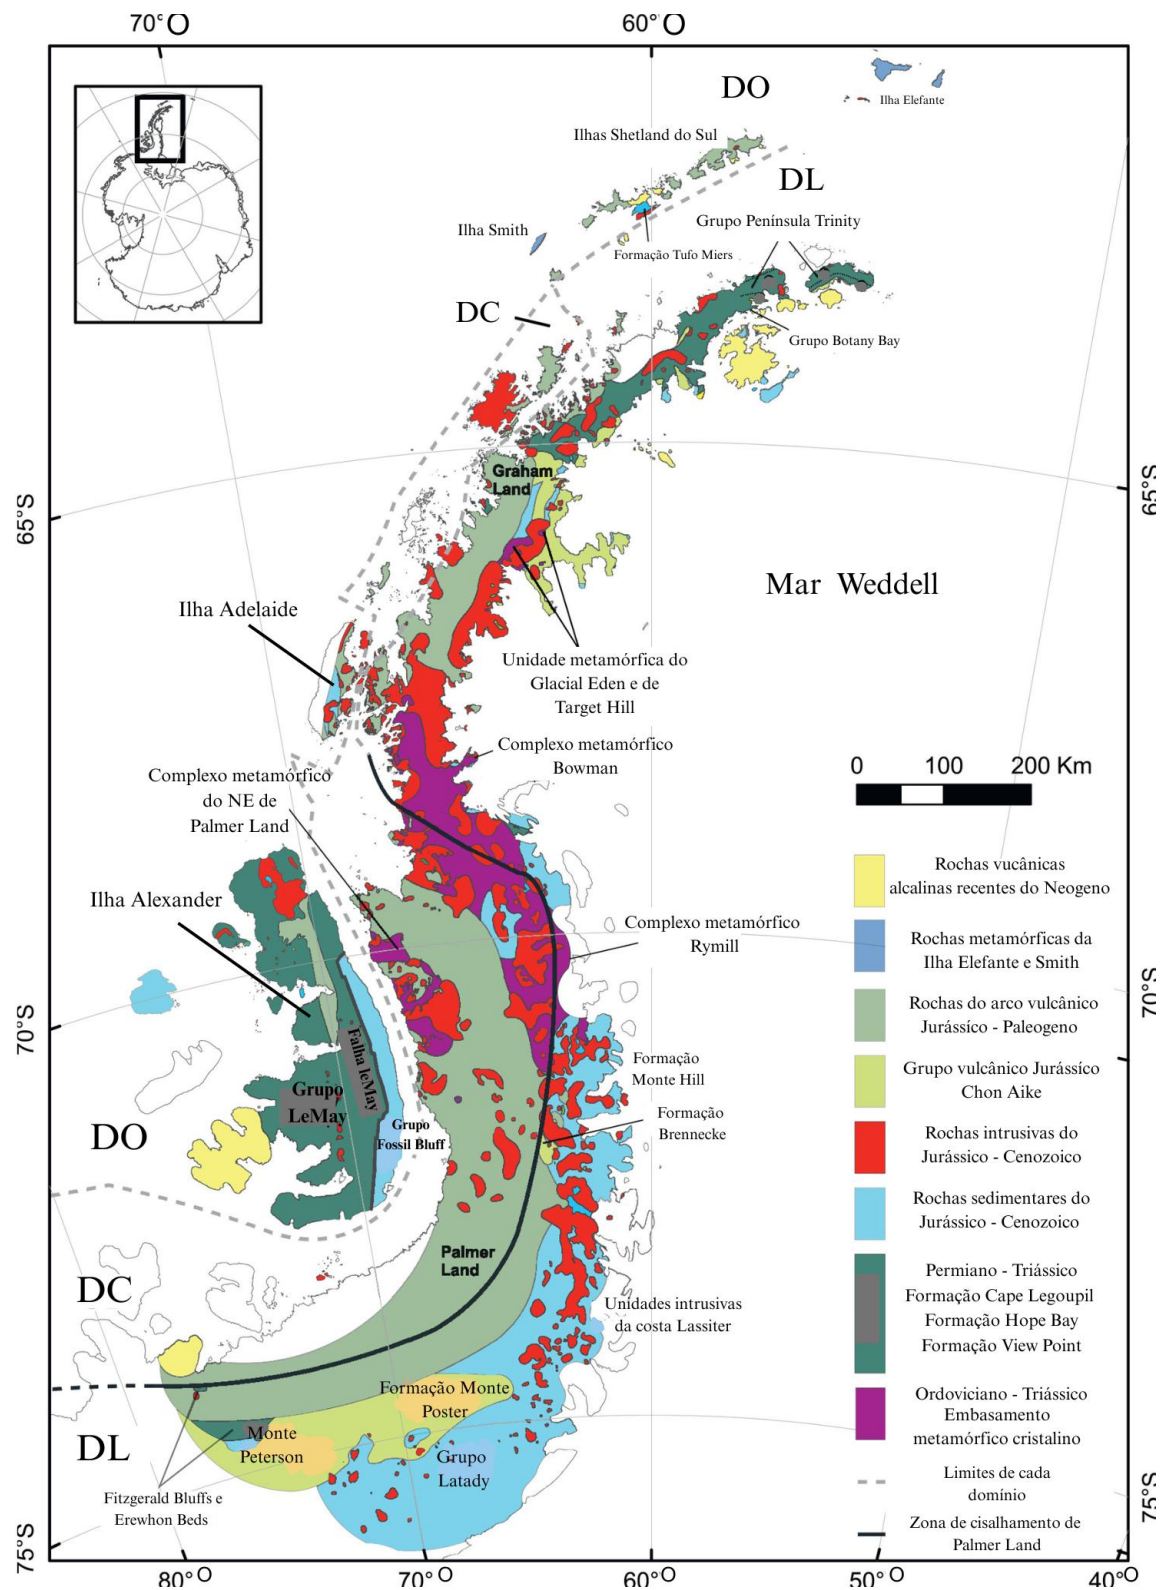 70°O
60°O
DO
Ilha Elefante
Ilhas Shetland do Sul
DL
Grupo Península Trinity
Ilha Smith
Formação Tufo Miers
DC
Grupo Botany Bay
Graham
Land
65°S
65°S
Mar Weddell
Ilha Adelaide
Unidade metamórfica do
Glacial Eden e de
Target Hill
Complexo metamórfico
Bowman
Complexo metamórfico
do NE de
Palmer Land
0 100 200 Km
Ilha Alexander
Complexo metamórfico
Rymill
70°S
70°S
Falha leMay
Grupo
LeMay
Grupo
Fossil Bluff
Formação
Monte Hill
Formação
Brennecke
DO
Palmer
Land
DC
Unidades intrusivas
da costa Lassiter
Formação Monte
Poster
Monte
Peterson
Grupo
Latady
DL
Fitzgerald Bluffs e
Erewhon Beds
Rochas vucânicas
alcalinas recentes do Neogeno
Rochas metamórficas da
Ilha Elefante e Smith
Rochas do arco vulcânico
Jurássíco - Paleogeno
Grupo vulcânico Jurássíco
Chon Aike
Rochas intrusivas do
Jurássico - Cenozoico
Rochas sedimentares do
Jurássico - Cenozoico
Permiano - Triássico
Formação Cape Legoupil
Formação Hope Bay
Formação View Point
Ordoviciano - Triássico
Embasamento
metamórfico cristalino
Limites de cada
domínio
Zona de cisalhamento de
Palmer Land
75°S
75°S
80°O
70°O
60°O
50°O
40°O